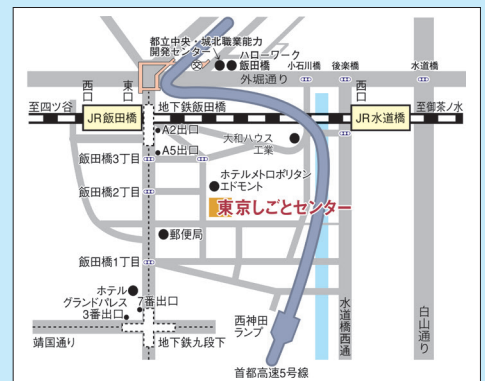 都立中央・城北職業能力
開発センター
ハローワーク
飯田橋
小石川橋
後楽橋
水道橋
外堀通り
西口
東口
西口
至四ツ谷
JR飯田橋
地下鉄飯田橋
JR水道橋
至御茶ノ水
A2出口
大和ハウス
工業
A5出口
飯田橋3丁目
ホテルメトロポリタン
エドモント
飯田橋2丁目
東京しごとセンター
郵便局
飯田橋1丁目
ホテル
グランドパレス
7番出口
3番出口
西神田
ランプ
水道橋西通り
白山通り
靖国通り
地下鉄九段下
首都高速5号線